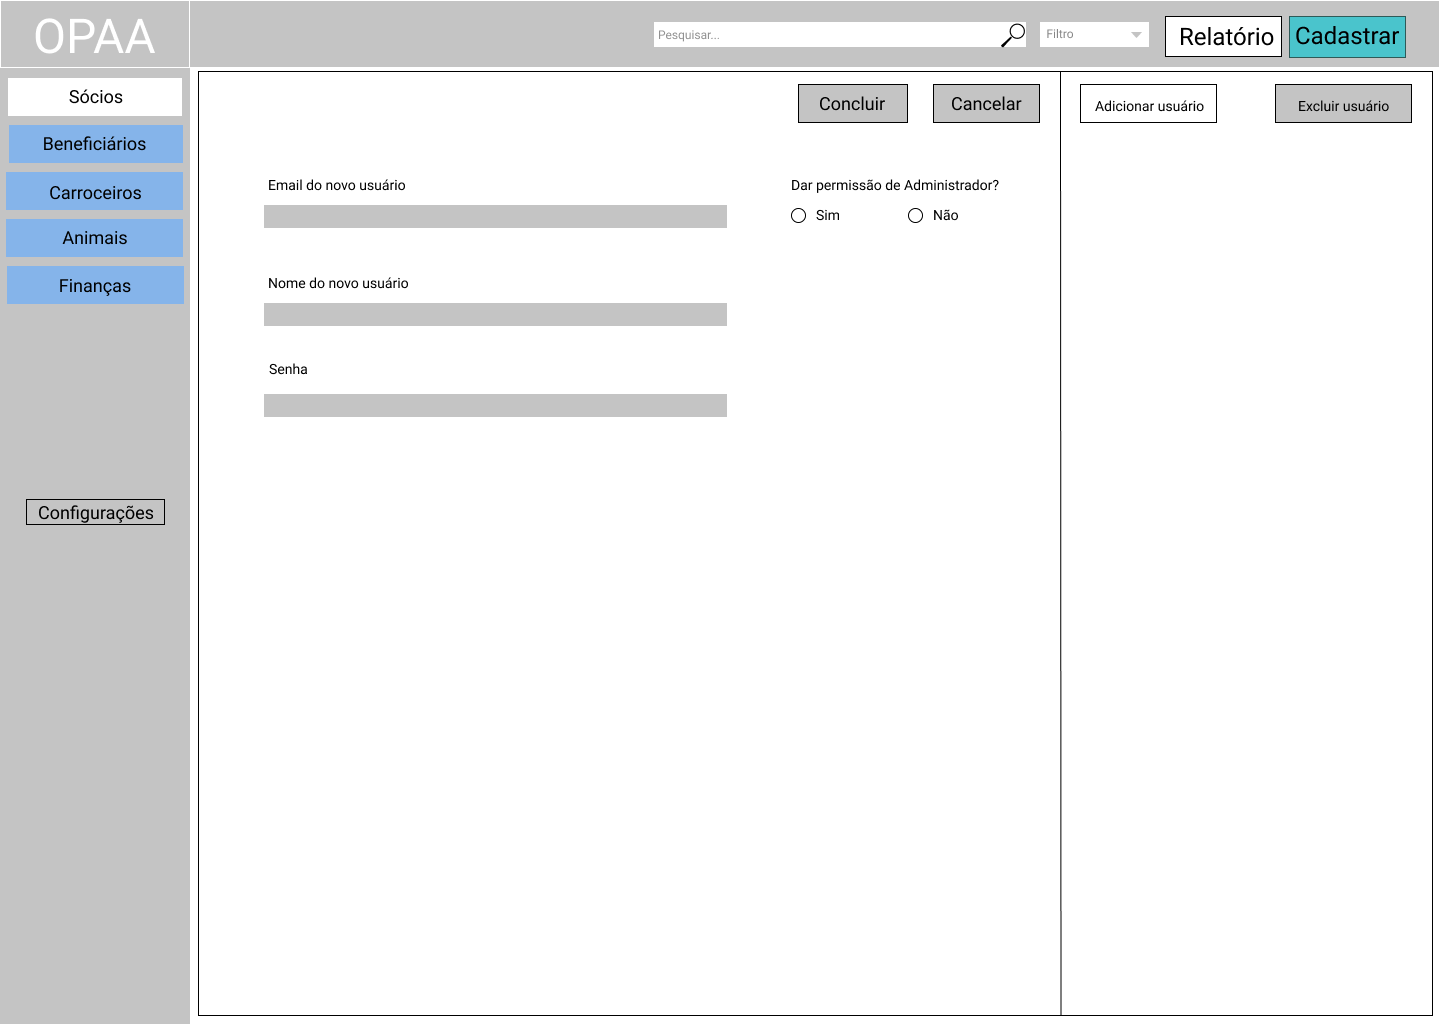 OPAA
Pesquisar...
Filtro
Relatório
Cadastrar
Sócios
Beneficiários
Carroceiros
Animais
Finanças
Configurações
Concluir
Cancelar
Adicionar usuário
Excluir usuário
Email do novo usuário
Dar permissão de Administrador?
Sim
Não
Nome do novo usuário
Senha